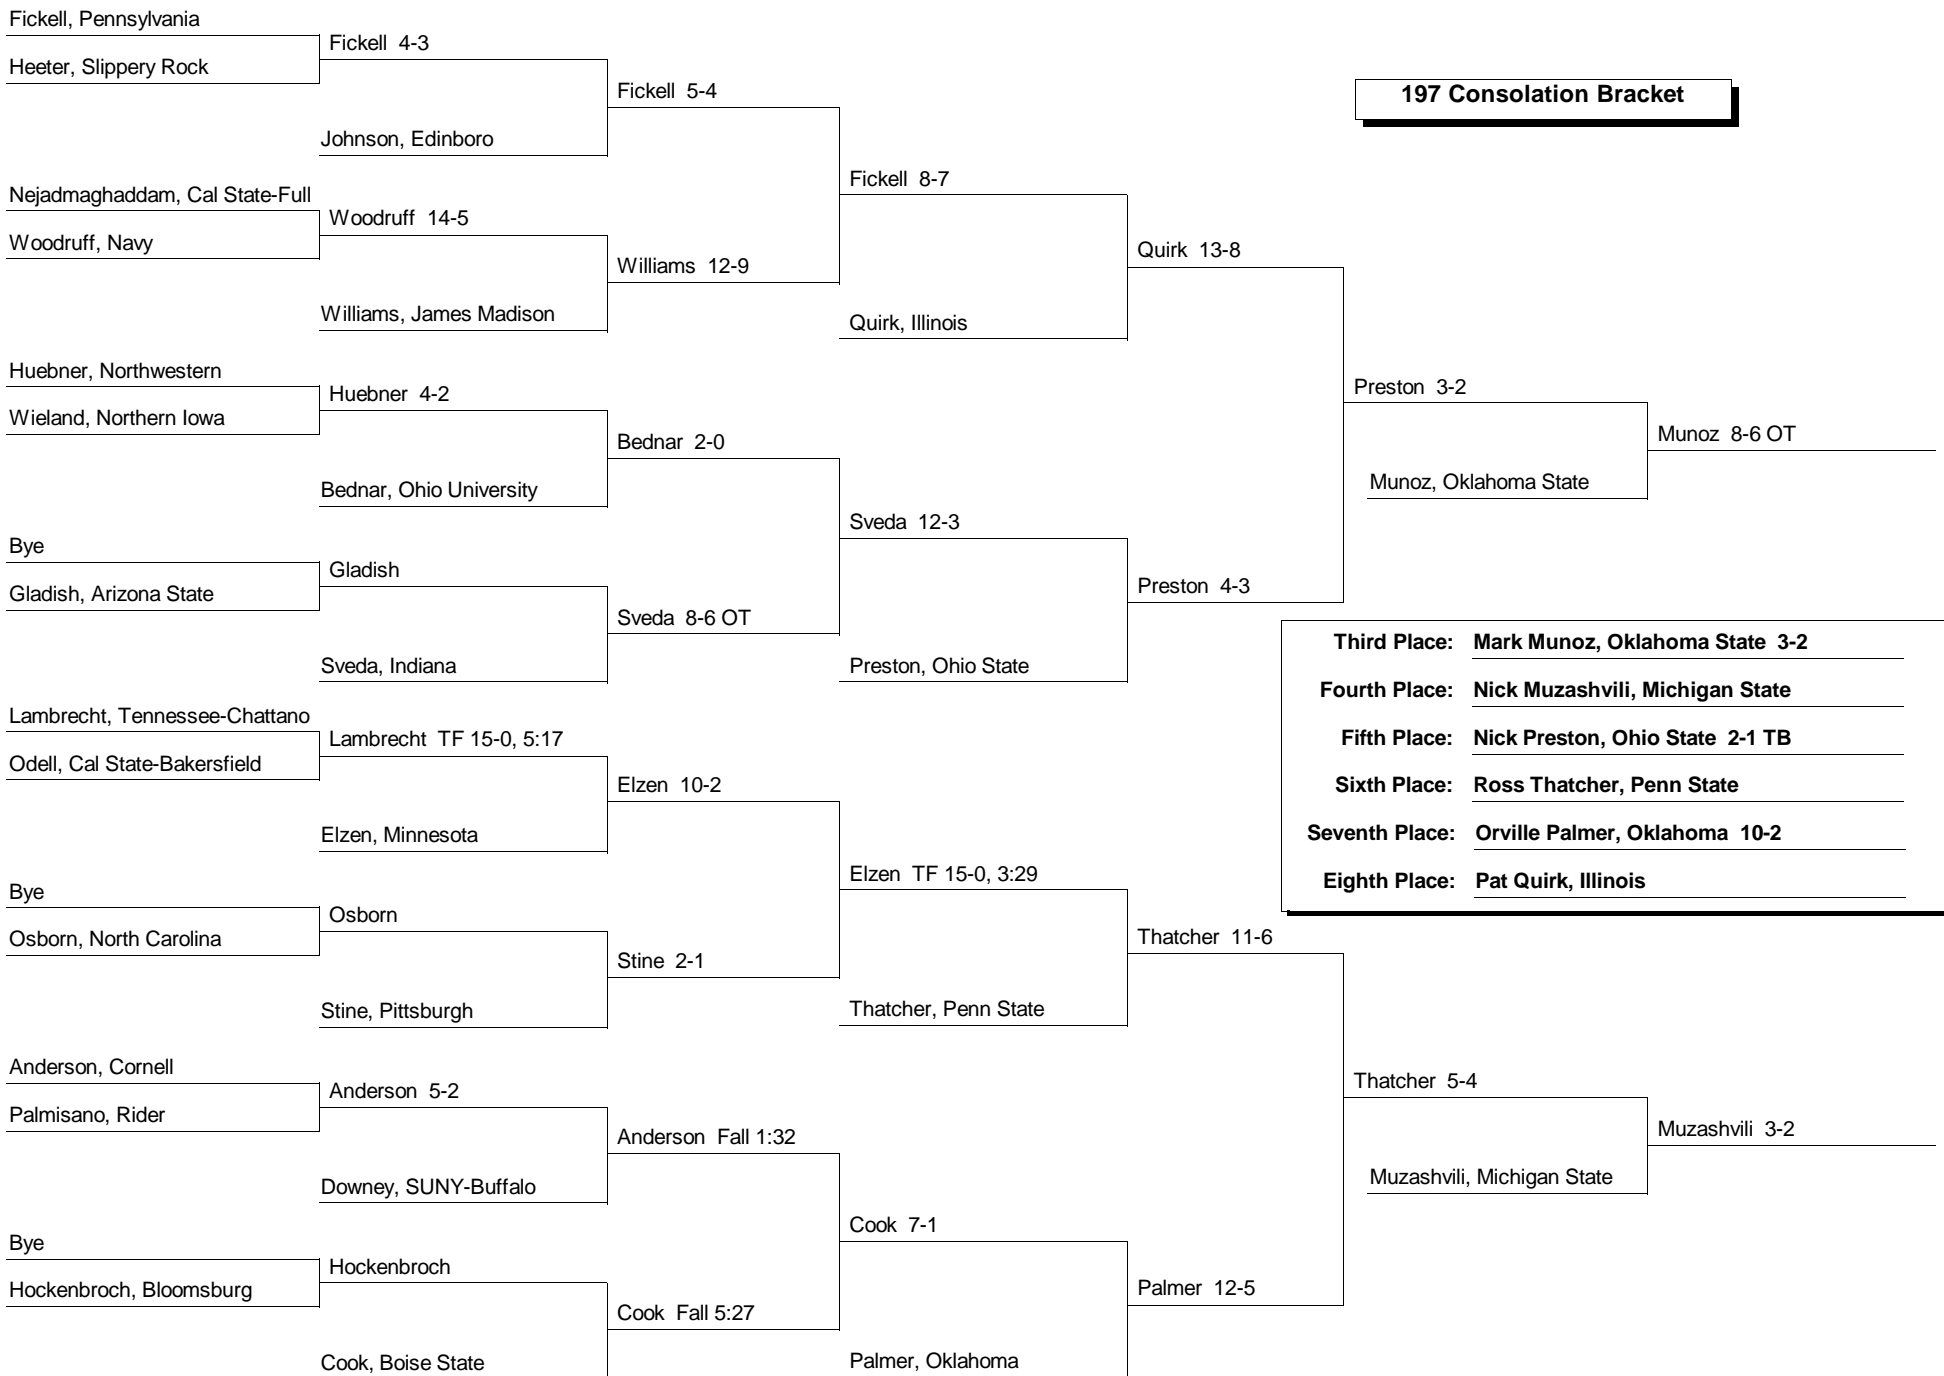 Fickell, Pennsylvania
Heeter, Slippery Rock
Fickell 4-3
Johnson, Edinboro
Fickell 5-4
197 Consolation Bracket
Nejadmaghaddam, Cal State-Full
Woodruff, Navy
Woodruff 14-5
Williams, James Madison
Williams 12-9
Fickell 8-7
Quirk, Illinois
Quirk 13-8
Huebner, Northwestern
Wieland, Northern Iowa
Huebner 4-2
Bednar, Ohio University
Bednar 2-0
Bye
Gladish, Arizona State
Gladish
Sveda, Indiana
Sveda 8-6 OT
Sveda 12-3
Preston, Ohio State
Preston 4-3
Preston 3-2
Munoz, Oklahoma State
Munoz 8-6 OT
Third Place: Mark Munoz, Oklahoma State 3-2
Fourth Place: Nick Muzashvili, Michigan State
Fifth Place: Nick Preston, Ohio State 2-1 TB
Sixth Place: Ross Thatcher, Penn State
Seventh Place: Orville Palmer, Oklahoma 10-2
Eighth Place: Pat Quirk, Illinois
Lambrecht, Tennessee-Chattano
Odell, Cal State-Bakersfield
Lambrecht TF 15-0, 5:17
Elzen, Minnesota
Elzen 10-2
Bye
Osborn, North Carolina
Osborn
Stine, Pittsburgh
Stine 2-1
Elzen TF 15-0, 3:29
Thatcher, Penn State
Thatcher 11-6
Anderson, Cornell
Palmisano, Rider
Anderson 5-2
Downey, SUNY-Buffalo
Anderson Fall 1:32
Bye
Hockenbroch, Bloomsburg
Hockenbroch
Cook, Boise State
Cook Fall 5:27
Cook 7-1
Palmer, Oklahoma
Palmer 12-5
Thatcher 5-4
Muzashvili, Michigan State
Muzashvili 3-2